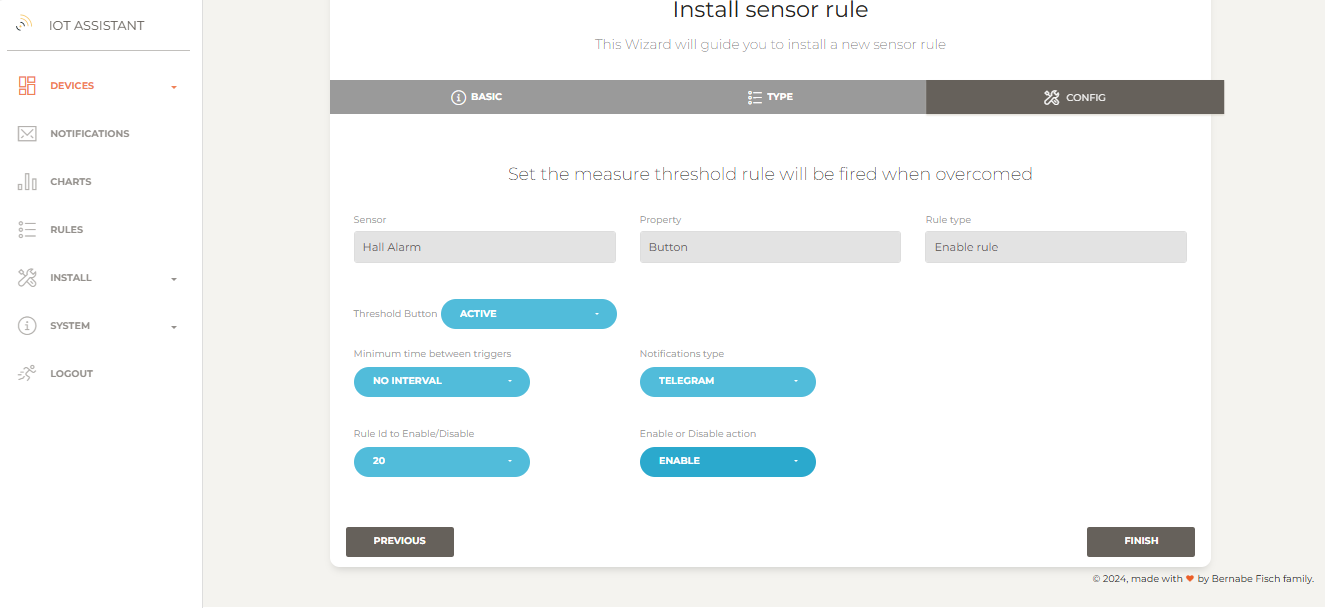 IOT ASSISTANT
DEVICES
NOTIFICATIONS
CHARTS
RULES
INSTALL
SYSTEM
LOGOUT
Install sensor rule
This Wizard will guide you to install a new sensor rule
BASIC
TYPE
CONFIG
Set the measure threshold rule will be fired when overcomed
Sensor
Property
Rule type
Hall Alarm
Button
Enable rule
Threshold Button ACTIVE
Minimum time between triggers
Notifications type
NO INTERVAL
TELEGRAM
Rule Id to Enable/Disable
Enable or Disable action
20
ENABLE
PREVIOUS
FINISH
© 2024, made with ♥ by Bernabe Fisch family.